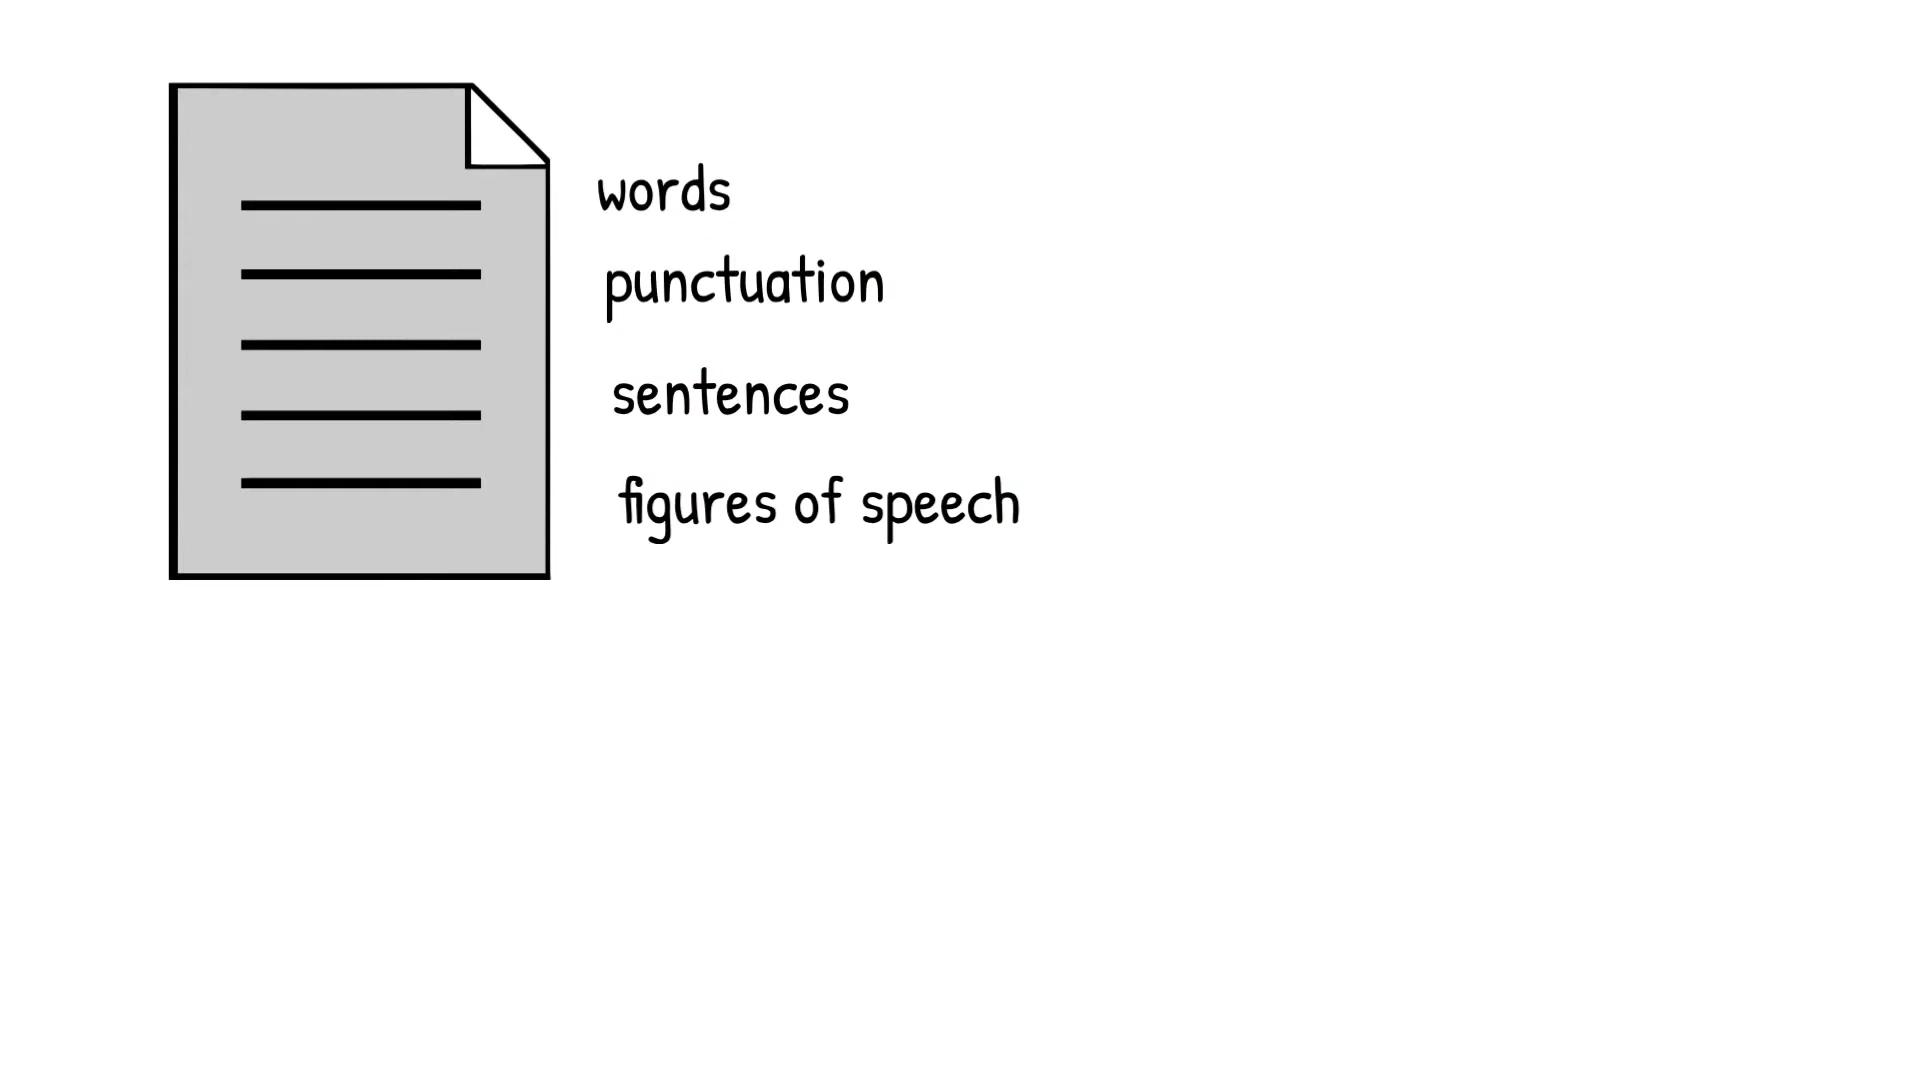 words
punctuation
sentences
figures of speech